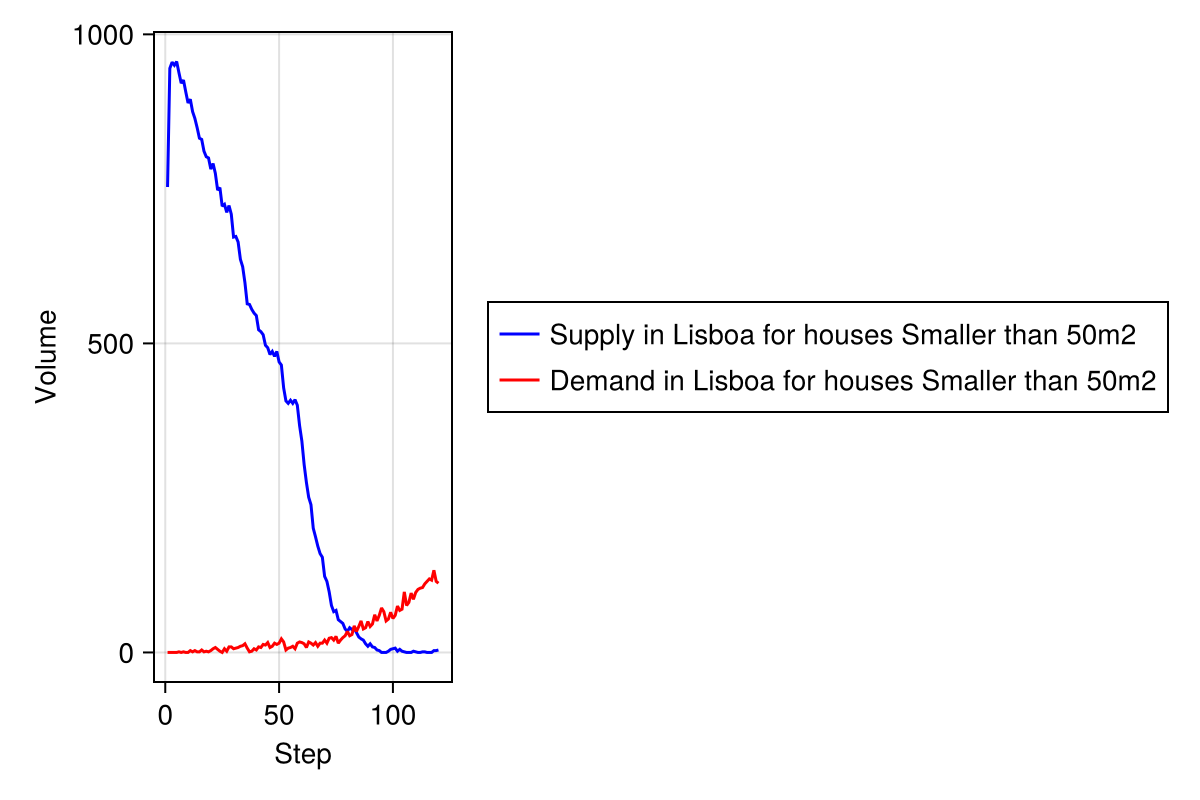 1000
500
0
Volume
0 50 100
Step
Supply in Lisboa for houses Smaller than 50m2
Demand in Lisboa for houses Smaller than 50m2